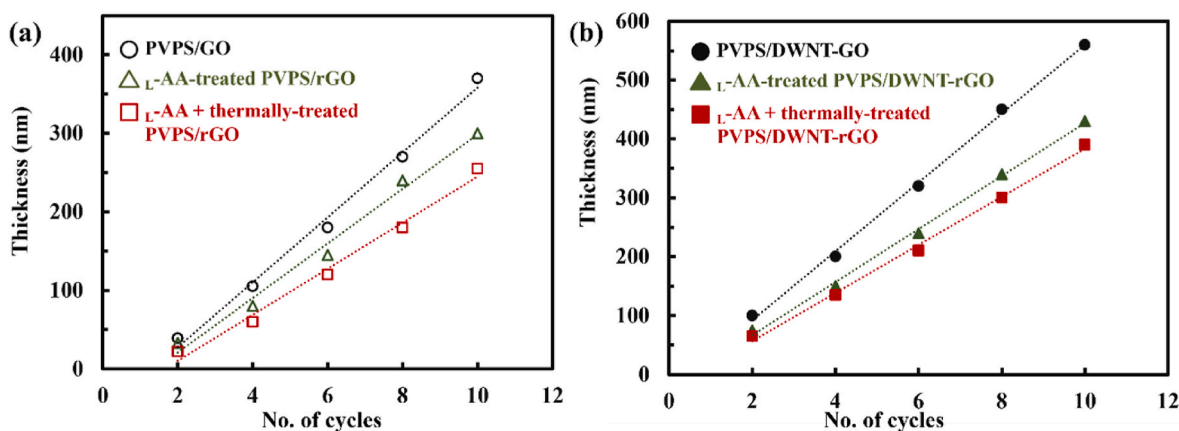 (a)
PVPS/GO
L-AA-treated PVPS/rGO
L-AA + thermally-treated
PVPS/rGO
Thickness (nm)
400
300
200
100
0
0 2 4 6 8 10 12
No. of cycles
(b)
PVPS/DWNT-GO
L-AA-treated PVPS/DWNT-rGO
L-AA + thermally-treated
PVPS/DWNT-rGO
Thickness (nm)
600
500
400
300
200
100
0
0 2 4 6 8 10 12
No. of cycles